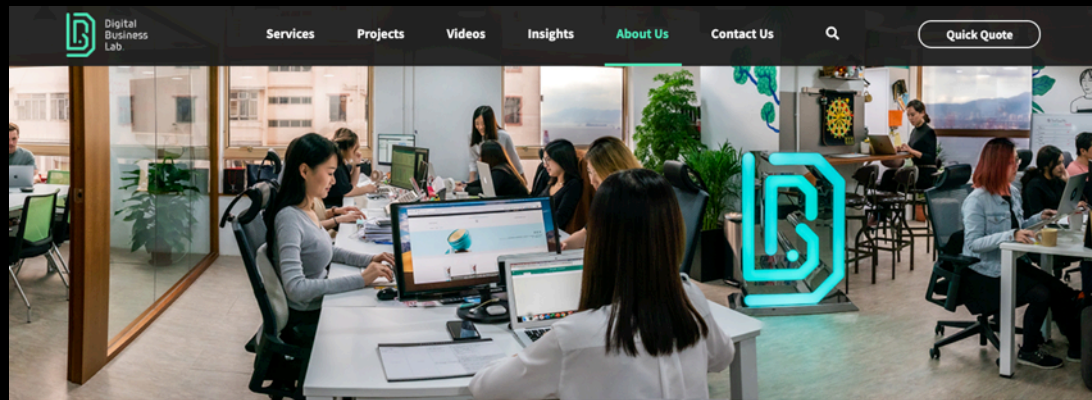 Digital
Business
Lab.
Services Projects Videos Insights About Us Contact Us Quick Quote